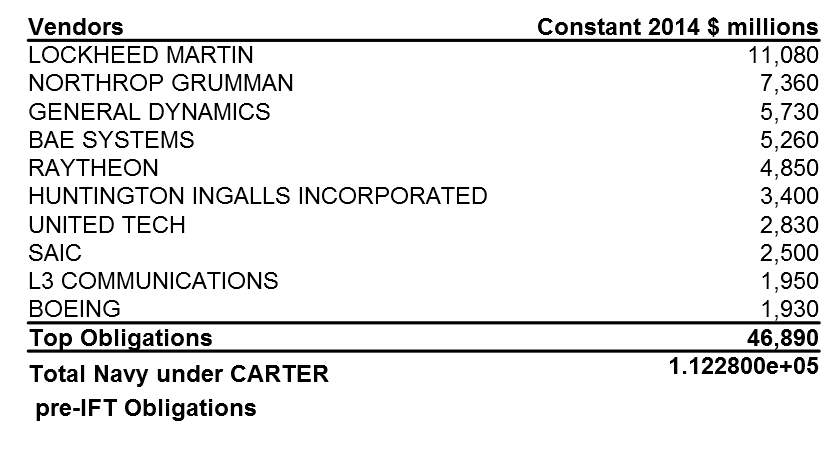 Vendors Constant 2014 $ millions
LOCKHEED MARTIN 11,080
NORTHROP GRUMMAN 7,360
GENERAL DYNAMICS 5,730
BAE SYSTEMS 5,260
RAYTHEON 4,850
HUNTINGTON INGALLS INCORPORATED 3,400
UNITED TECH 2,830
SAIC 2,500
L3 COMMUNICATIONS 1,950
BOEING 1,930
Top Obligations 46,890
Total Navy under CARTER 1.122800e+05
pre-IFT Obligations